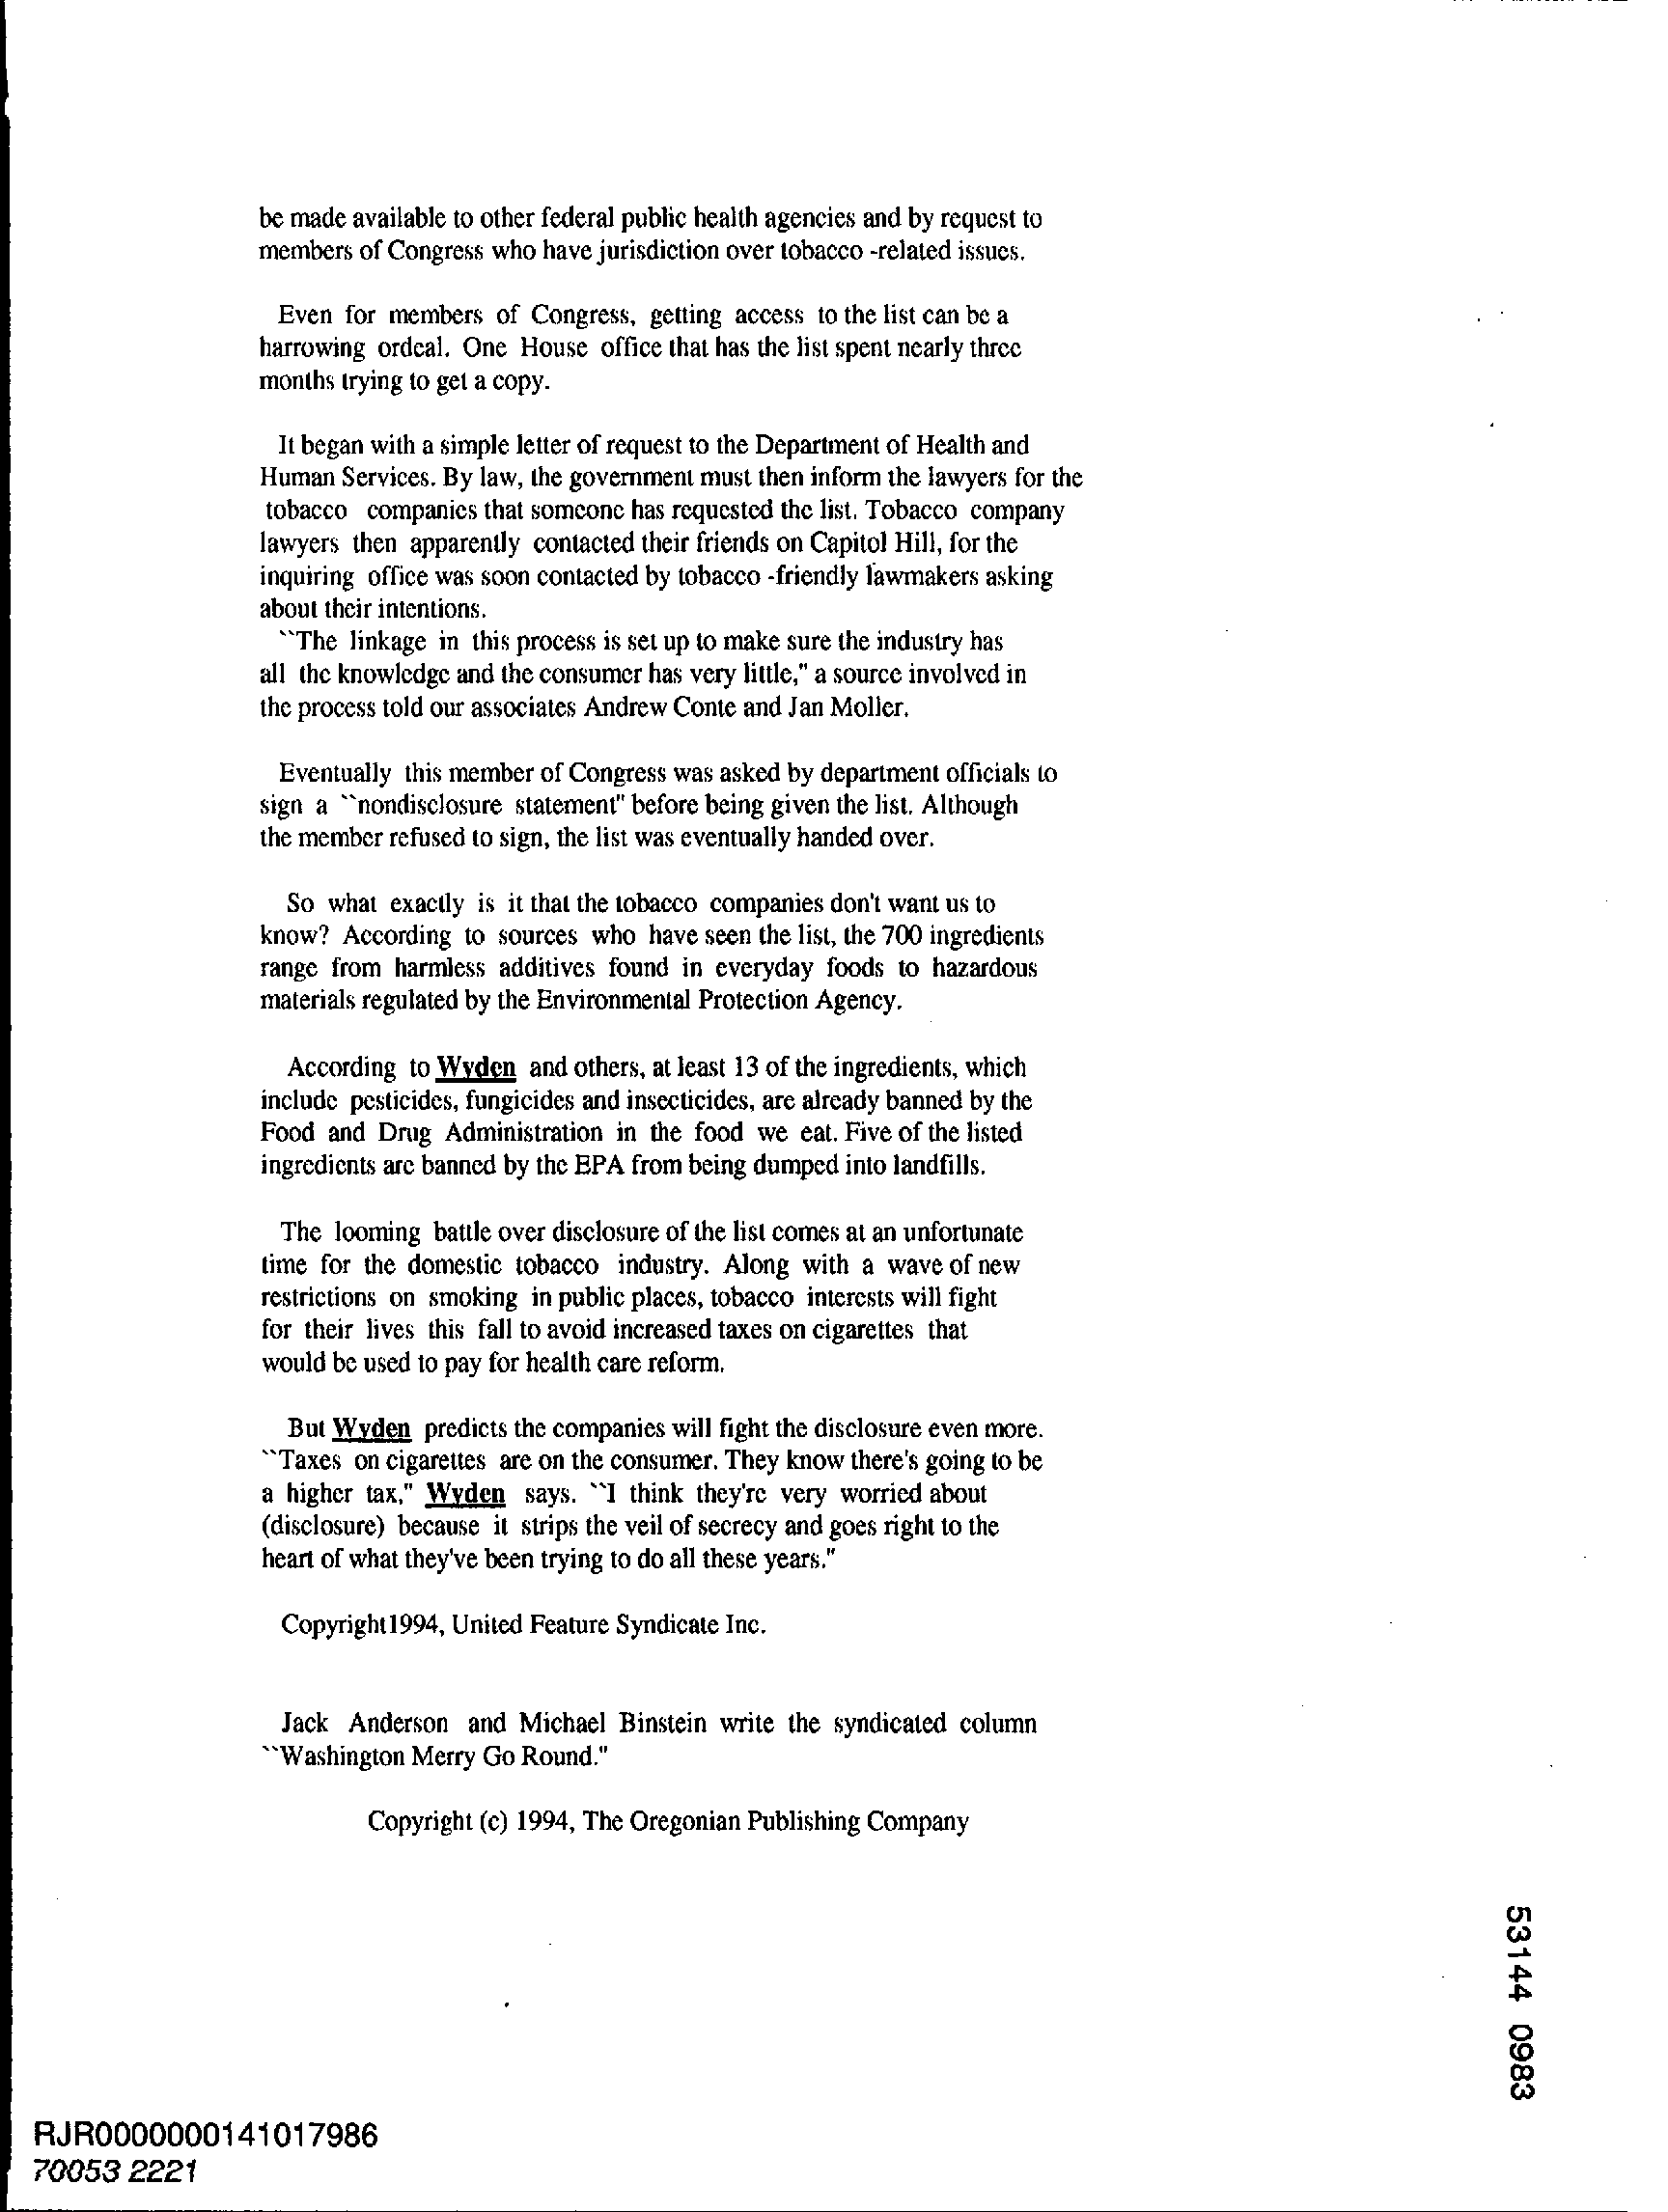 be made available to other federal public health agencies and by request to
members of Congress who have jurisdiction over tobacco -related issues.
Even for members of Congress, getting access to the list can be a
harrowing ordeal. One House office that has the list spent nearly three
months trying to get a copy.
It began with a simple letter of request to the Department of Health and
Human Services. By law, the government must then inform the lawyers for the
tobacco companies that someone has requested the list. Tobacco company
lawyers then apparently contacted their friends on Capitol Hill, for the
inquiring office was soon contacted by tobacco -friendly lawmakers asking
about their intentions.
``The linkage in this process is set up to make sure the industry has
all the knowledge and the consumer has very little," a source involved in
the process told our associates Andrew Conte and Jan Moller.
Eventually this member of Congress was asked by department officials to
sign a ``nondisclosure statement" before being given the list. Although
the member refused to sign, the list was eventually handed over.
So what exactly is it that the tobacco companies don't want us to
know? According to sources who have seen the list, the 700 ingredients
range from harmless additives found in everyday foods to hazardous
materials regulated by the Environmental Protection Agency.
According to Wyden and others, at least 13 of the ingredients, which
include pesticides, fungicides and insecticides, are already banned by the
Food and Drug Administration in the food we eat. Five of the listed
ingredients are banned by the EPA from being dumped into landfills.
The looming battle over disclosure of the list comes at an unfortunate
time for the domestic tobacco industry. Along with a wave of new
restrictions on smoking in public places, tobacco interests will fight
for their lives this fall to avoid increased taxes on cigarettes that
would be used to pay for health care reform.
But Wyden predicts the companies will fight the disclosure even more.
``Taxes on cigarettes are on the consumer. They know there's going to be
a higher tax," Wyden says. ``I think they're very worried about
(disclosure) because it strips the veil of secrecy and goes right to the
heart of what they've been trying to do all these years."
Copyright1994, United Feature Syndicate Inc.
Jack Anderson and Michael Binstein write the syndicated column
``Washington Merry Go Round."
Copyright (c) 1994, The Oregonian Publishing Company
53144 0983
RJR0000000141017986
70053 2221